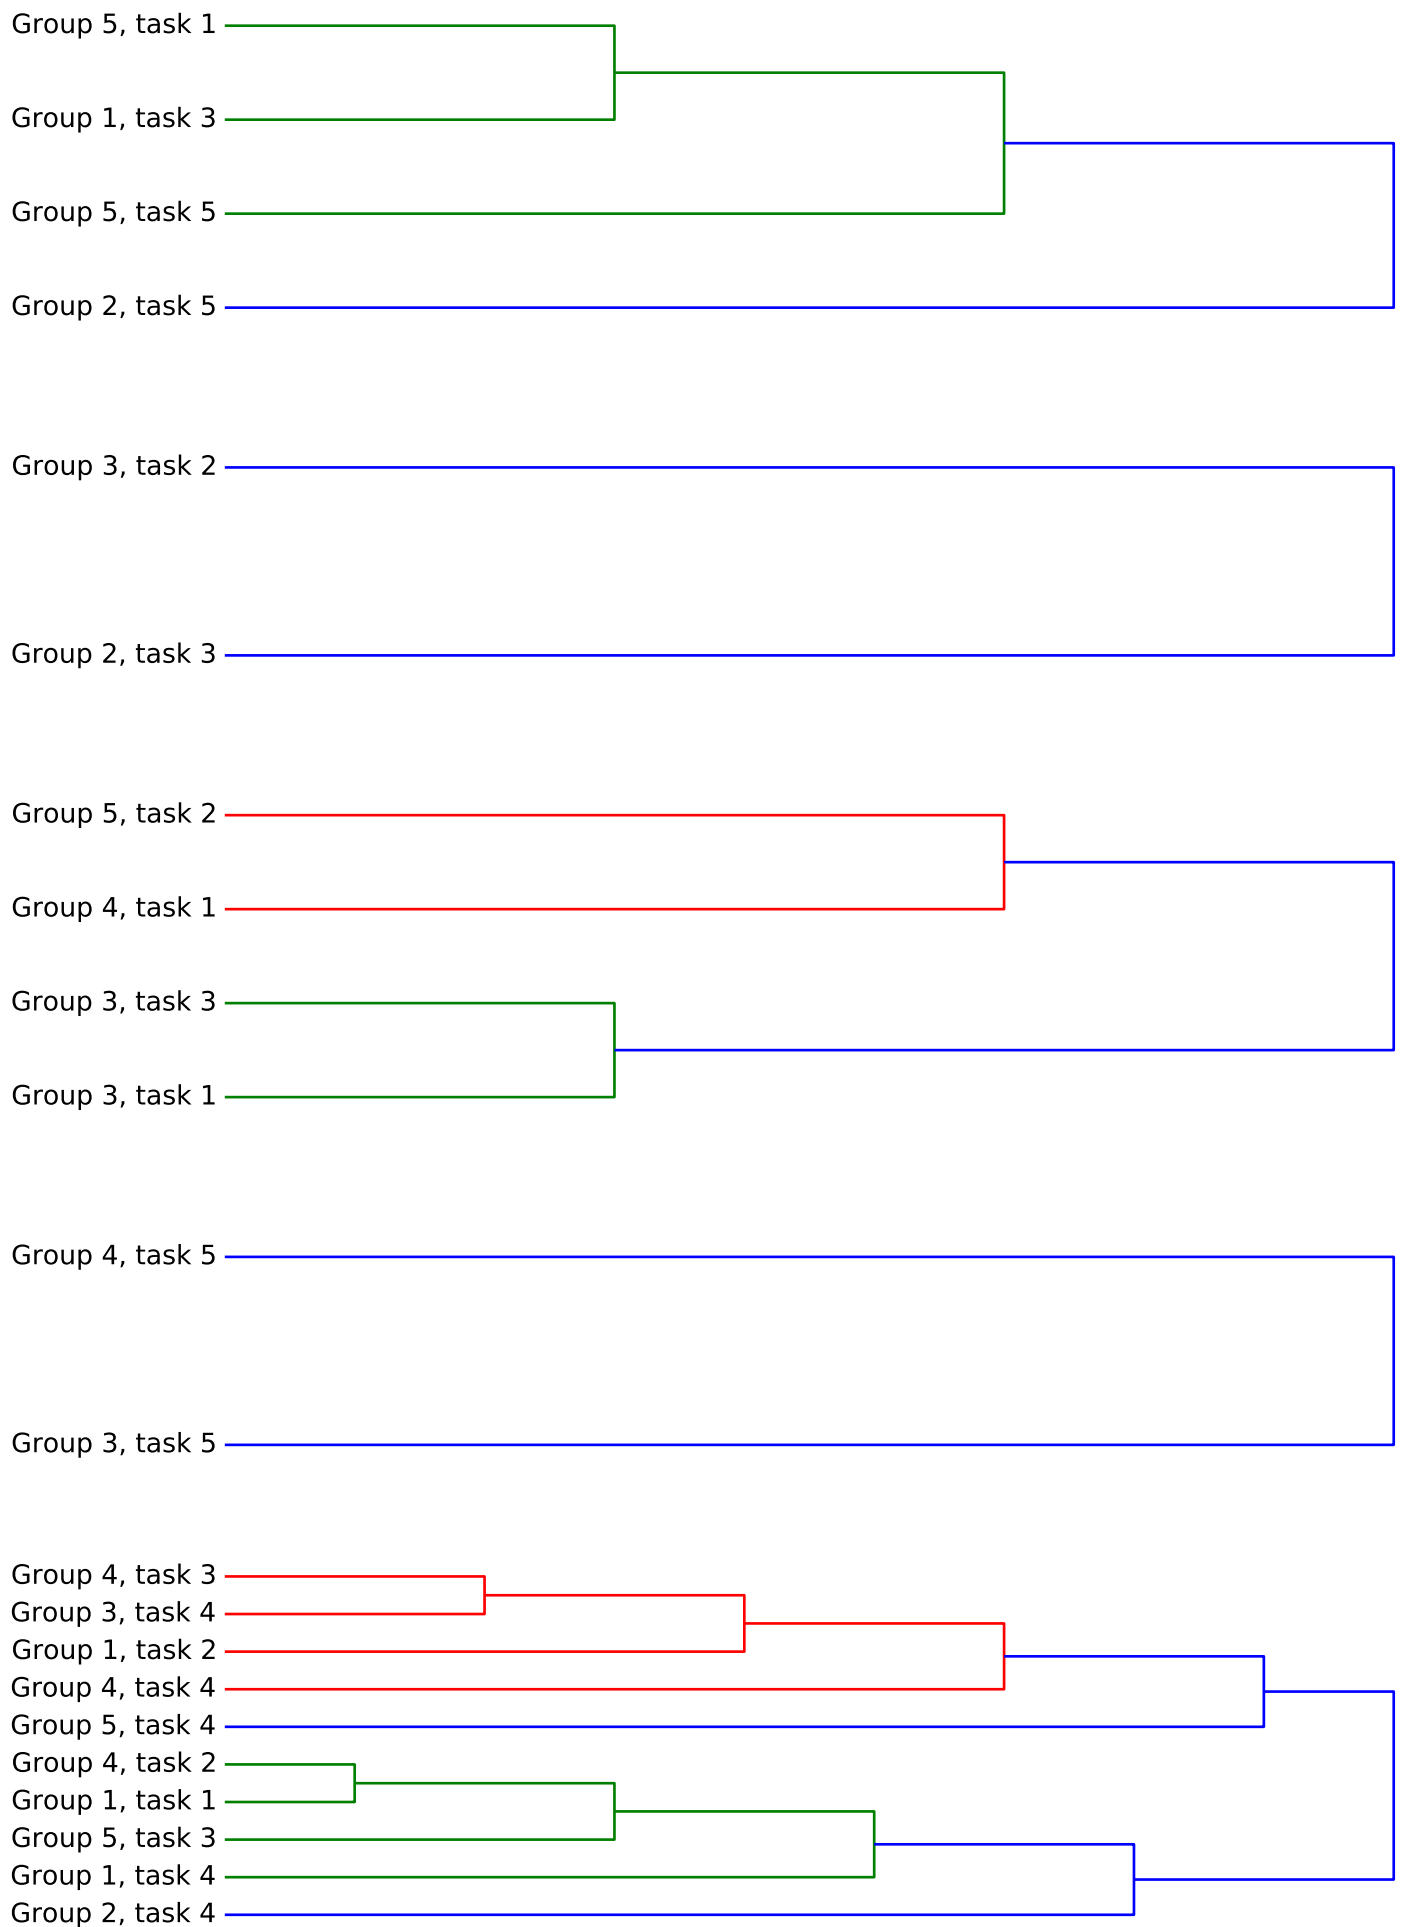 Group 5, task 1
Group 1, task 3
Group 5, task 5
Group 2, task 5
Group 3, task 2
Group 2, task 3
Group 5, task 2
Group 4, task 1
Group 3, task 3
Group 3, task 1
Group 4, task 5
Group 3, task 5
Group 4, task 3
Group 3, task 4
Group 1, task 2
Group 4, task 4
Group 5, task 4
Group 4, task 2
Group 1, task 1
Group 5, task 3
Group 1, task 4
Group 2, task 4